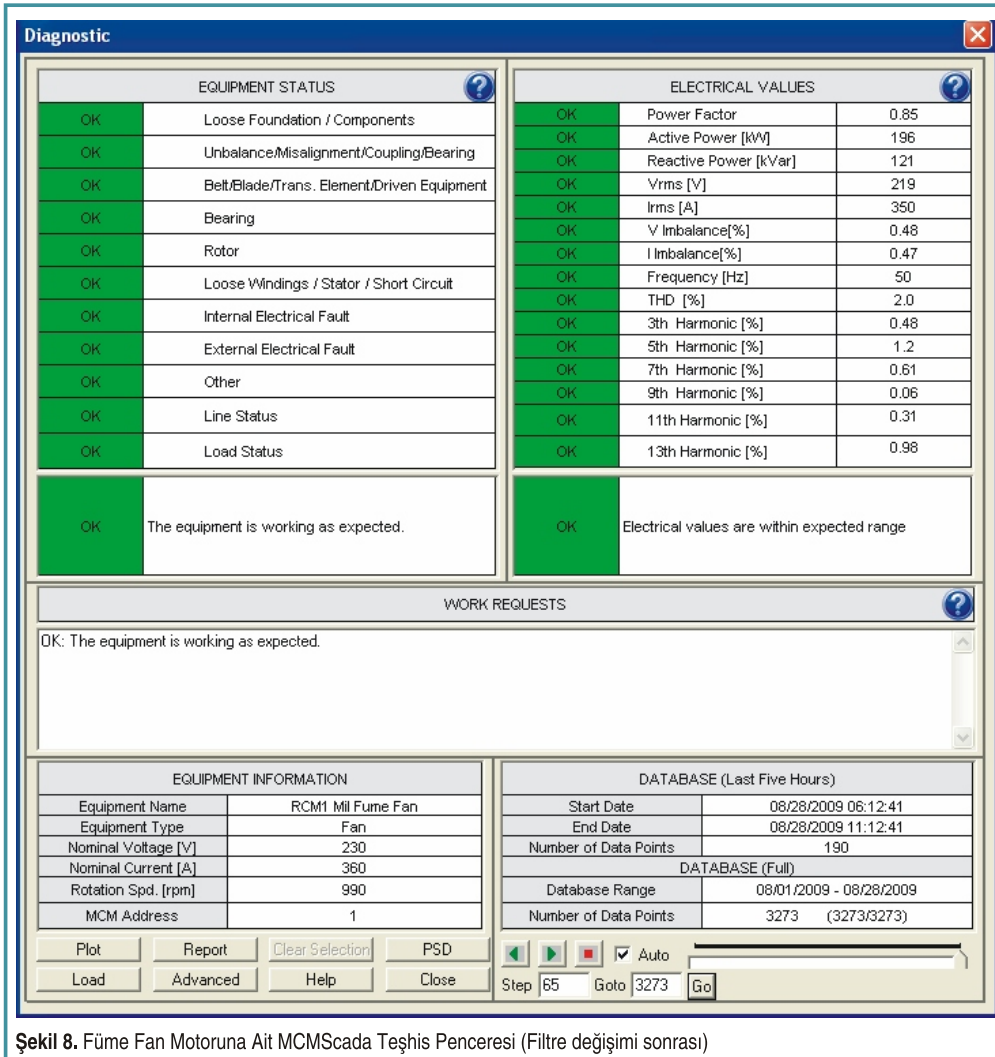 Diagnostic
EQUIPMENT STATUS
OK Loose Foundation / Components
OK Unbalance/Misalignment/Coupling/Bearing
OK Belt/Blade/Trans. Element/Driven Equipment
OK Bearing
OK Rotor
OK Loose Windings / Stator / Short Circuit
OK Internal Electrical Fault
OK External Electrical Fault
OK Other
OK Line Status
OK Load Status
OK The equipment is working as expected.
ELECTRICAL VALUES
OK Power Factor 0.85
OK Active Power [kW] 196
OK Reactive Power [kVar] 121
OK Vrms [V] 219
OK Irms [A] 350
OK V Imbalance[%] 0.48
OK I Imbalance[%] 0.47
OK Frequency [Hz] 50
OK THD [%] 2.0
OK 3th Harmonic [%] 0.48
OK 5th Harmonic [%] 1.2
OK 7th Harmonic [%] 0.61
OK 9th Harmonic [%] 0.06
OK 11th Harmonic [%] 0.31
OK 13th Harmonic [%] 0.98
OK Electrical values are within expected range
WORK REQUESTS
OK: The equipment is working as expected.
EQUIPMENT INFORMATION
Equipment Name RCM1 Mil Fume Fan
Equipment Type Fan
Nominal Voltage [V] 230
Nominal Current [A] 360
Rotation Spd. [rpm] 990
MCM Address 1
Plot Report Clear Selection PSD
Load Advanced Help Close
DATABASE (Last Five Hours)
Start Date 08/28/2009 06:12:41
End Date 08/28/2009 11:12:41
Number of Data Points 190
DATABASE (Full)
Database Range 08/01/2009 - 08/28/2009
Number of Data Points 3273 (3273/3273)
Auto
Step 65 Goto 3273 Go
Şekil 8. Füme Fan Motoruna Ait MCMScada Teşhis Penceresi (Filtre değişimi sonrası)